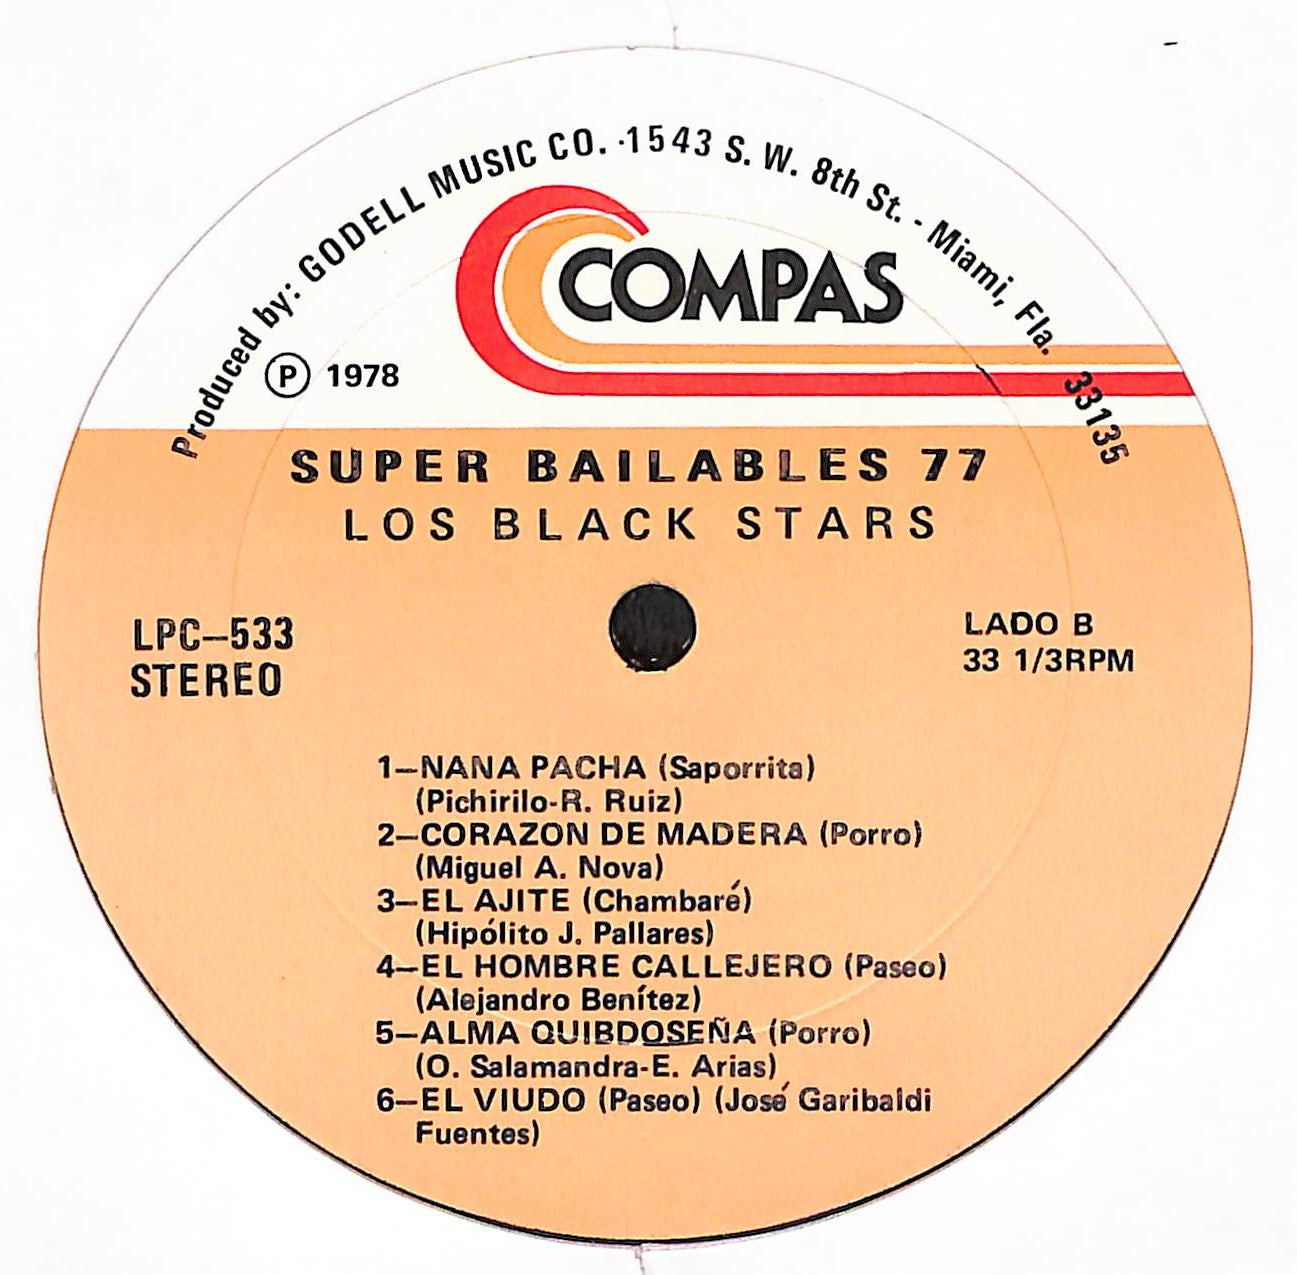 Produced by: GODELL MUSIC CO. -1543 S. W. 8th St. - Miami, Fla. 33135
COMPAS
P 1978
SUPER BAILABLES 77
LOS BLACK STARS
LPC-533
STEREO
LADO B
33 1/3RPM
1-NANA PACHA (Saporrita)
(Pichirilo-R. Ruiz)
2-CORAZON DE MADERA (Porro)
(Miguel A. Nova)
3-EL AJITE (Chambaré)
(Hipólito J. Pallares)
4-EL HOMBRE CALLEJERO (Paseo)
(Alejandro Benítez)
5-ALMA QUIBDOSEÑA (Porro)
(O. Salamandra-E. Arias)
6-EL VIUDO (Paseo) (José Garibaldi
Fuentes)